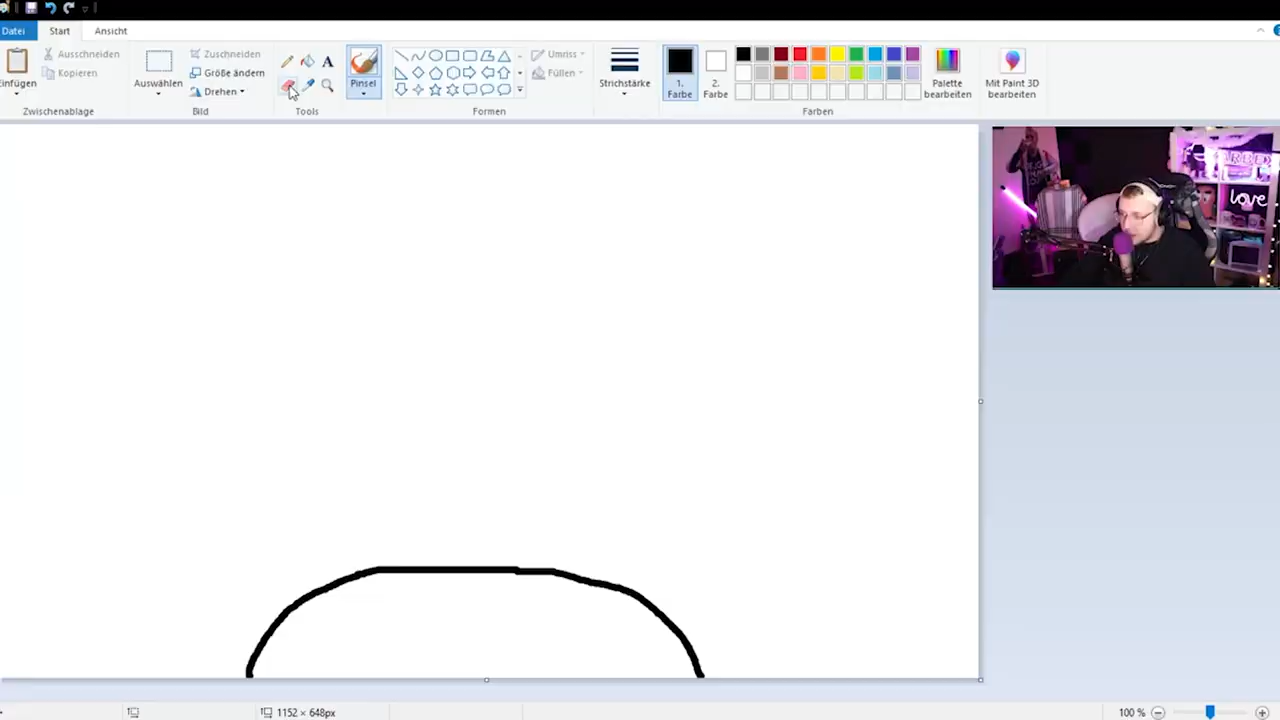 Datei Start Ansicht
Ausschneiden Zuschneiden Umriss
Einfügen Kopieren Auswählen Größe ändern A Pinsel Füllen Strichstärke 1. Farbe 2. Farbe Palette bearbeiten Mit Paint 3D bearbeiten
Drehen
Zwischenablage Bild Tools Formen Farben
love
1152 × 648px 100 %